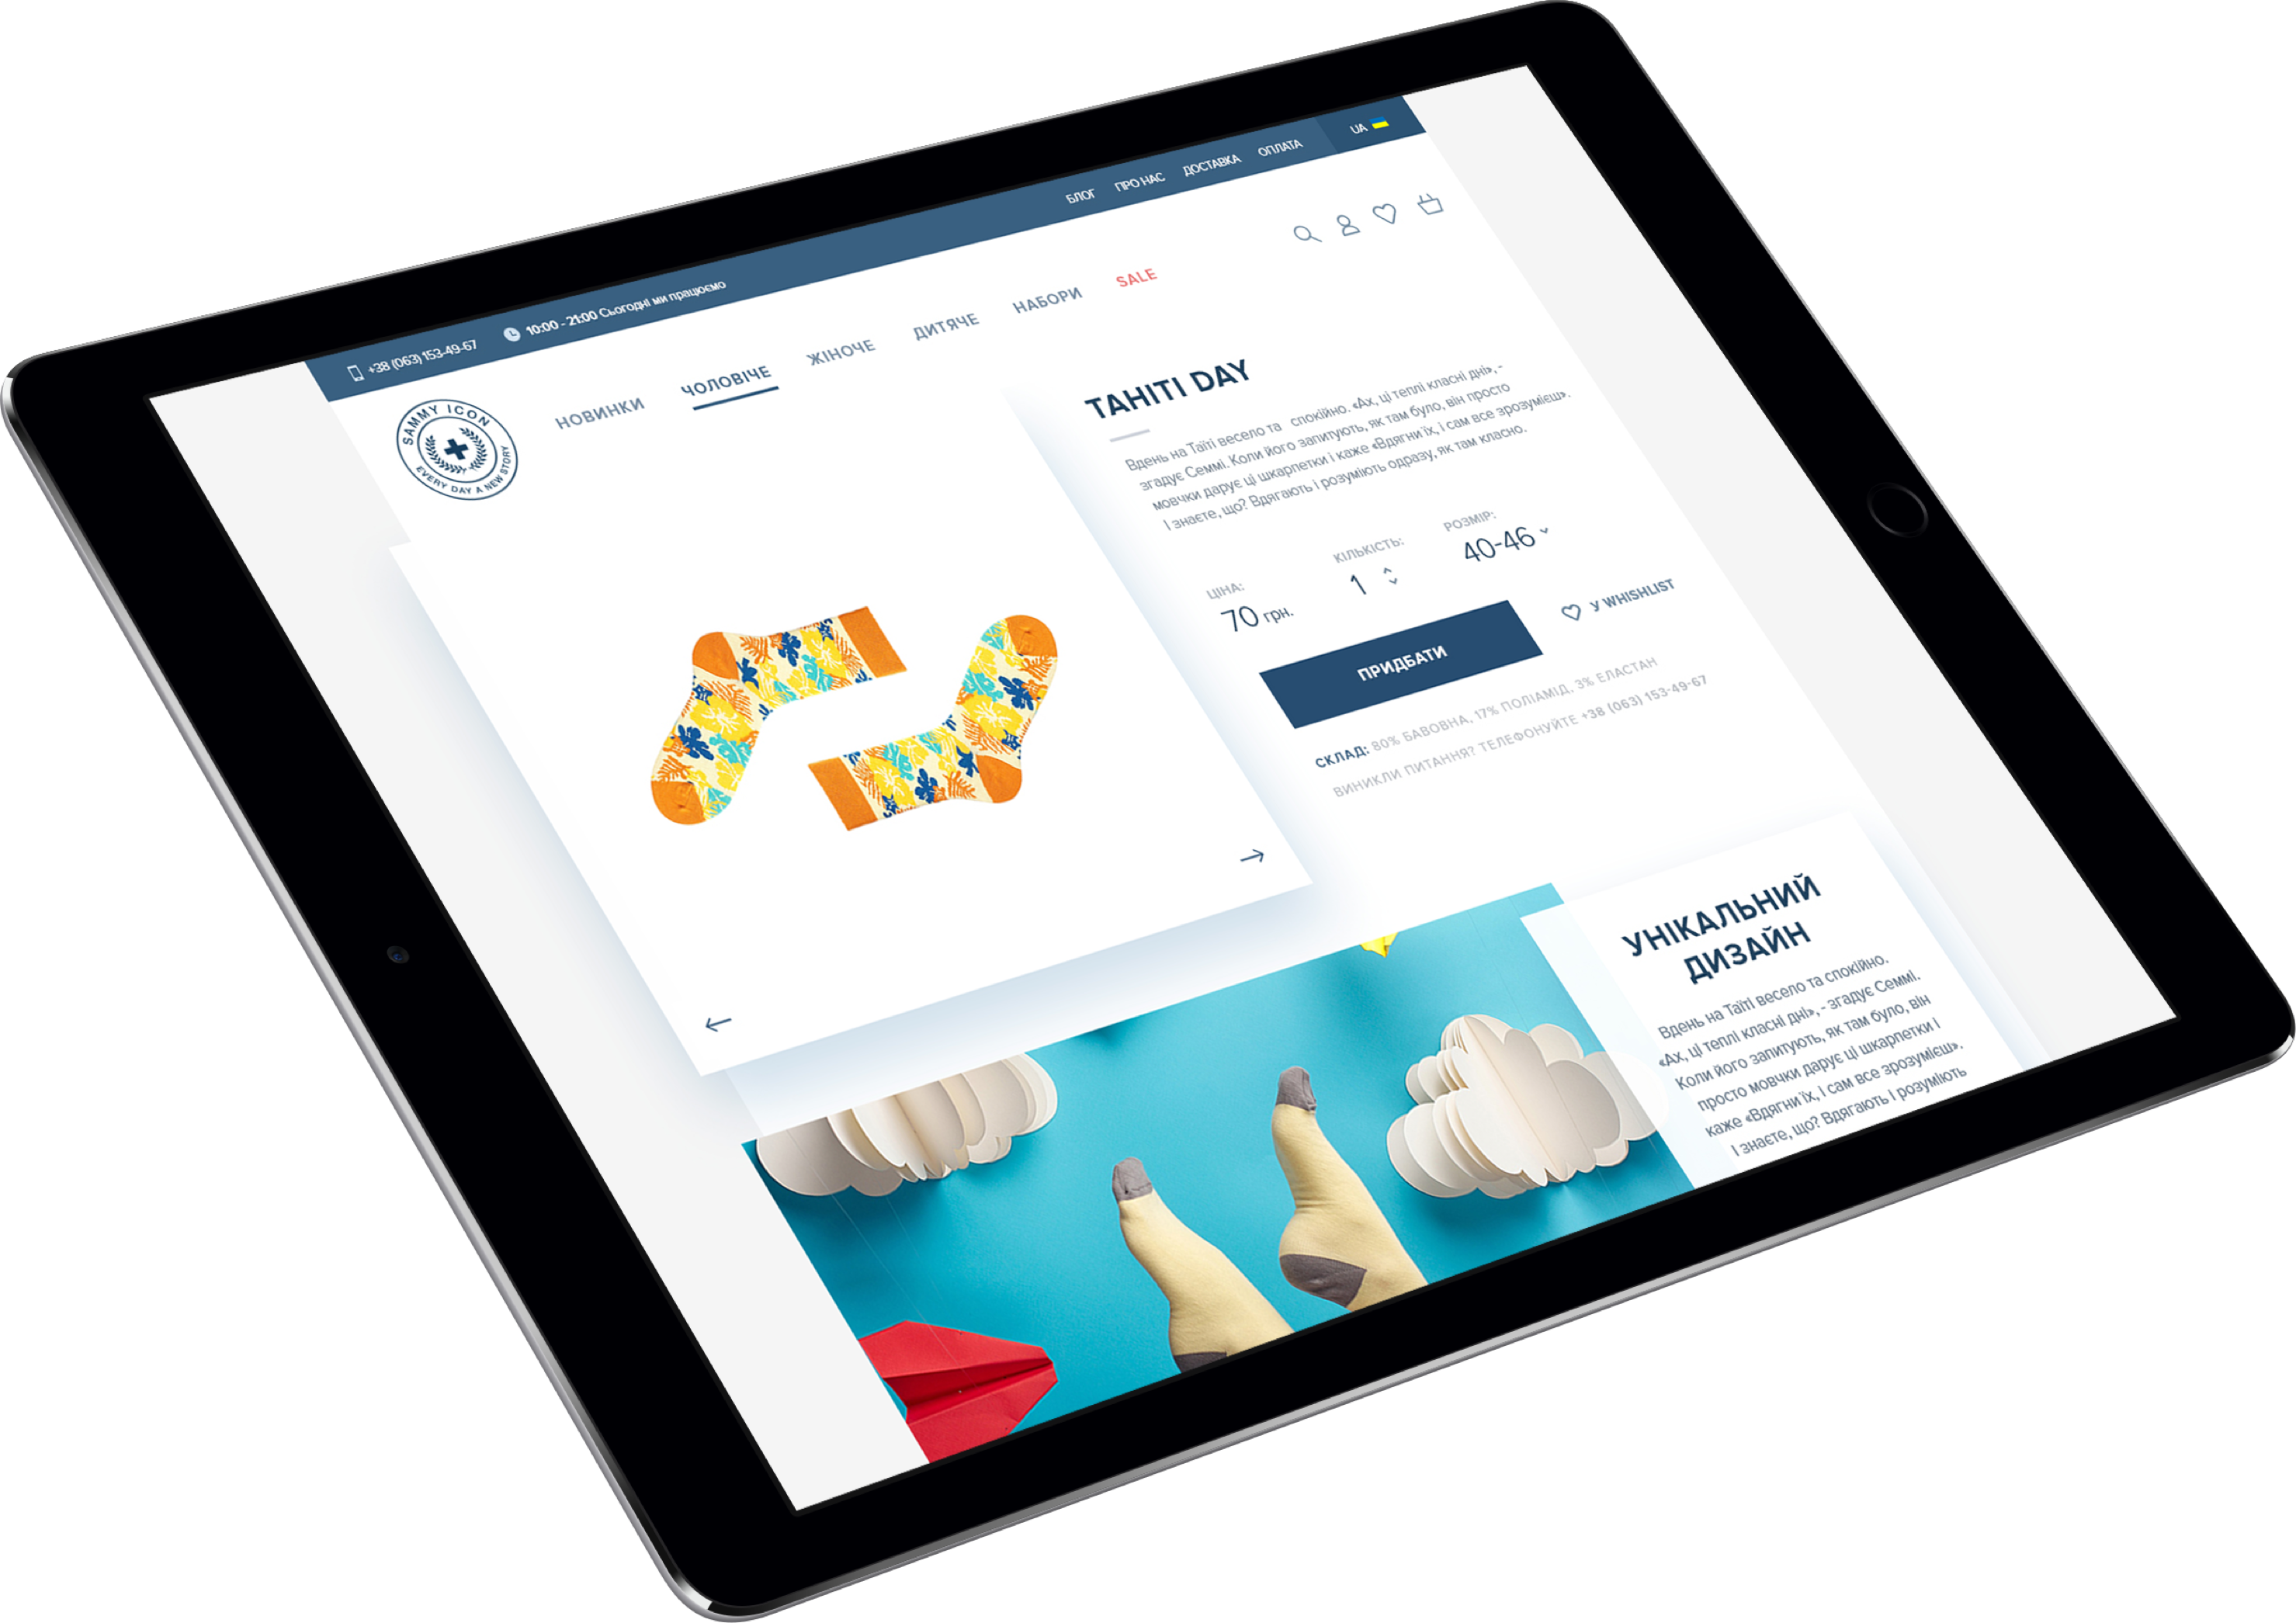 +38 (063) 153-49-67
10:00 - 21:00 Сьогодні ми працюємо
БЛОГ
ПРО НАС
ДОСТАВКА
ОПЛАТА
UA
SAMMY ICON
EVERY DAY A NEW STORY
НОВИНКИ
ЧОЛОВІЧЕ
ЖІНОЧЕ
ДИТЯЧЕ
НАБОРИ
SALE
TAHITI DAY
Вдень на Таїті весело та спокійно. «Ах, ці теплі класні дні», -
згадує Семмі. Коли його запитують, як там було, він просто
мовчки дарує ці шкарпетки і каже «Вдягни їх, і сам все зрозумієш».
І знаєте, що? Вдягають і розуміють одразу, як там класно.
ЦІНА:
70 грн.
КІЛЬКІСТЬ:
1
РОЗМІР:
40-46
ПРИДБАТИ
У WHISHLIST
СКЛАД: 80% БАВОВНА, 17% ПОЛІАМІД, 3% ЕЛАСТАН
ВИНИКЛИ ПИТАННЯ? ТЕЛЕФОНУЙТЕ +38 (063) 153-49-67
УНІКАЛЬНИЙ
ДИЗАЙН
Вдень на Таїті весело та спокійно.
«Ах, ці теплі класні дні», - згадує Семмі.
Коли його запитують, як там було, він
просто мовчки дарує ці шкарпетки і
каже «Вдягни їх, і сам все зрозумієш».
І знаєте, що? Вдягають і розуміють